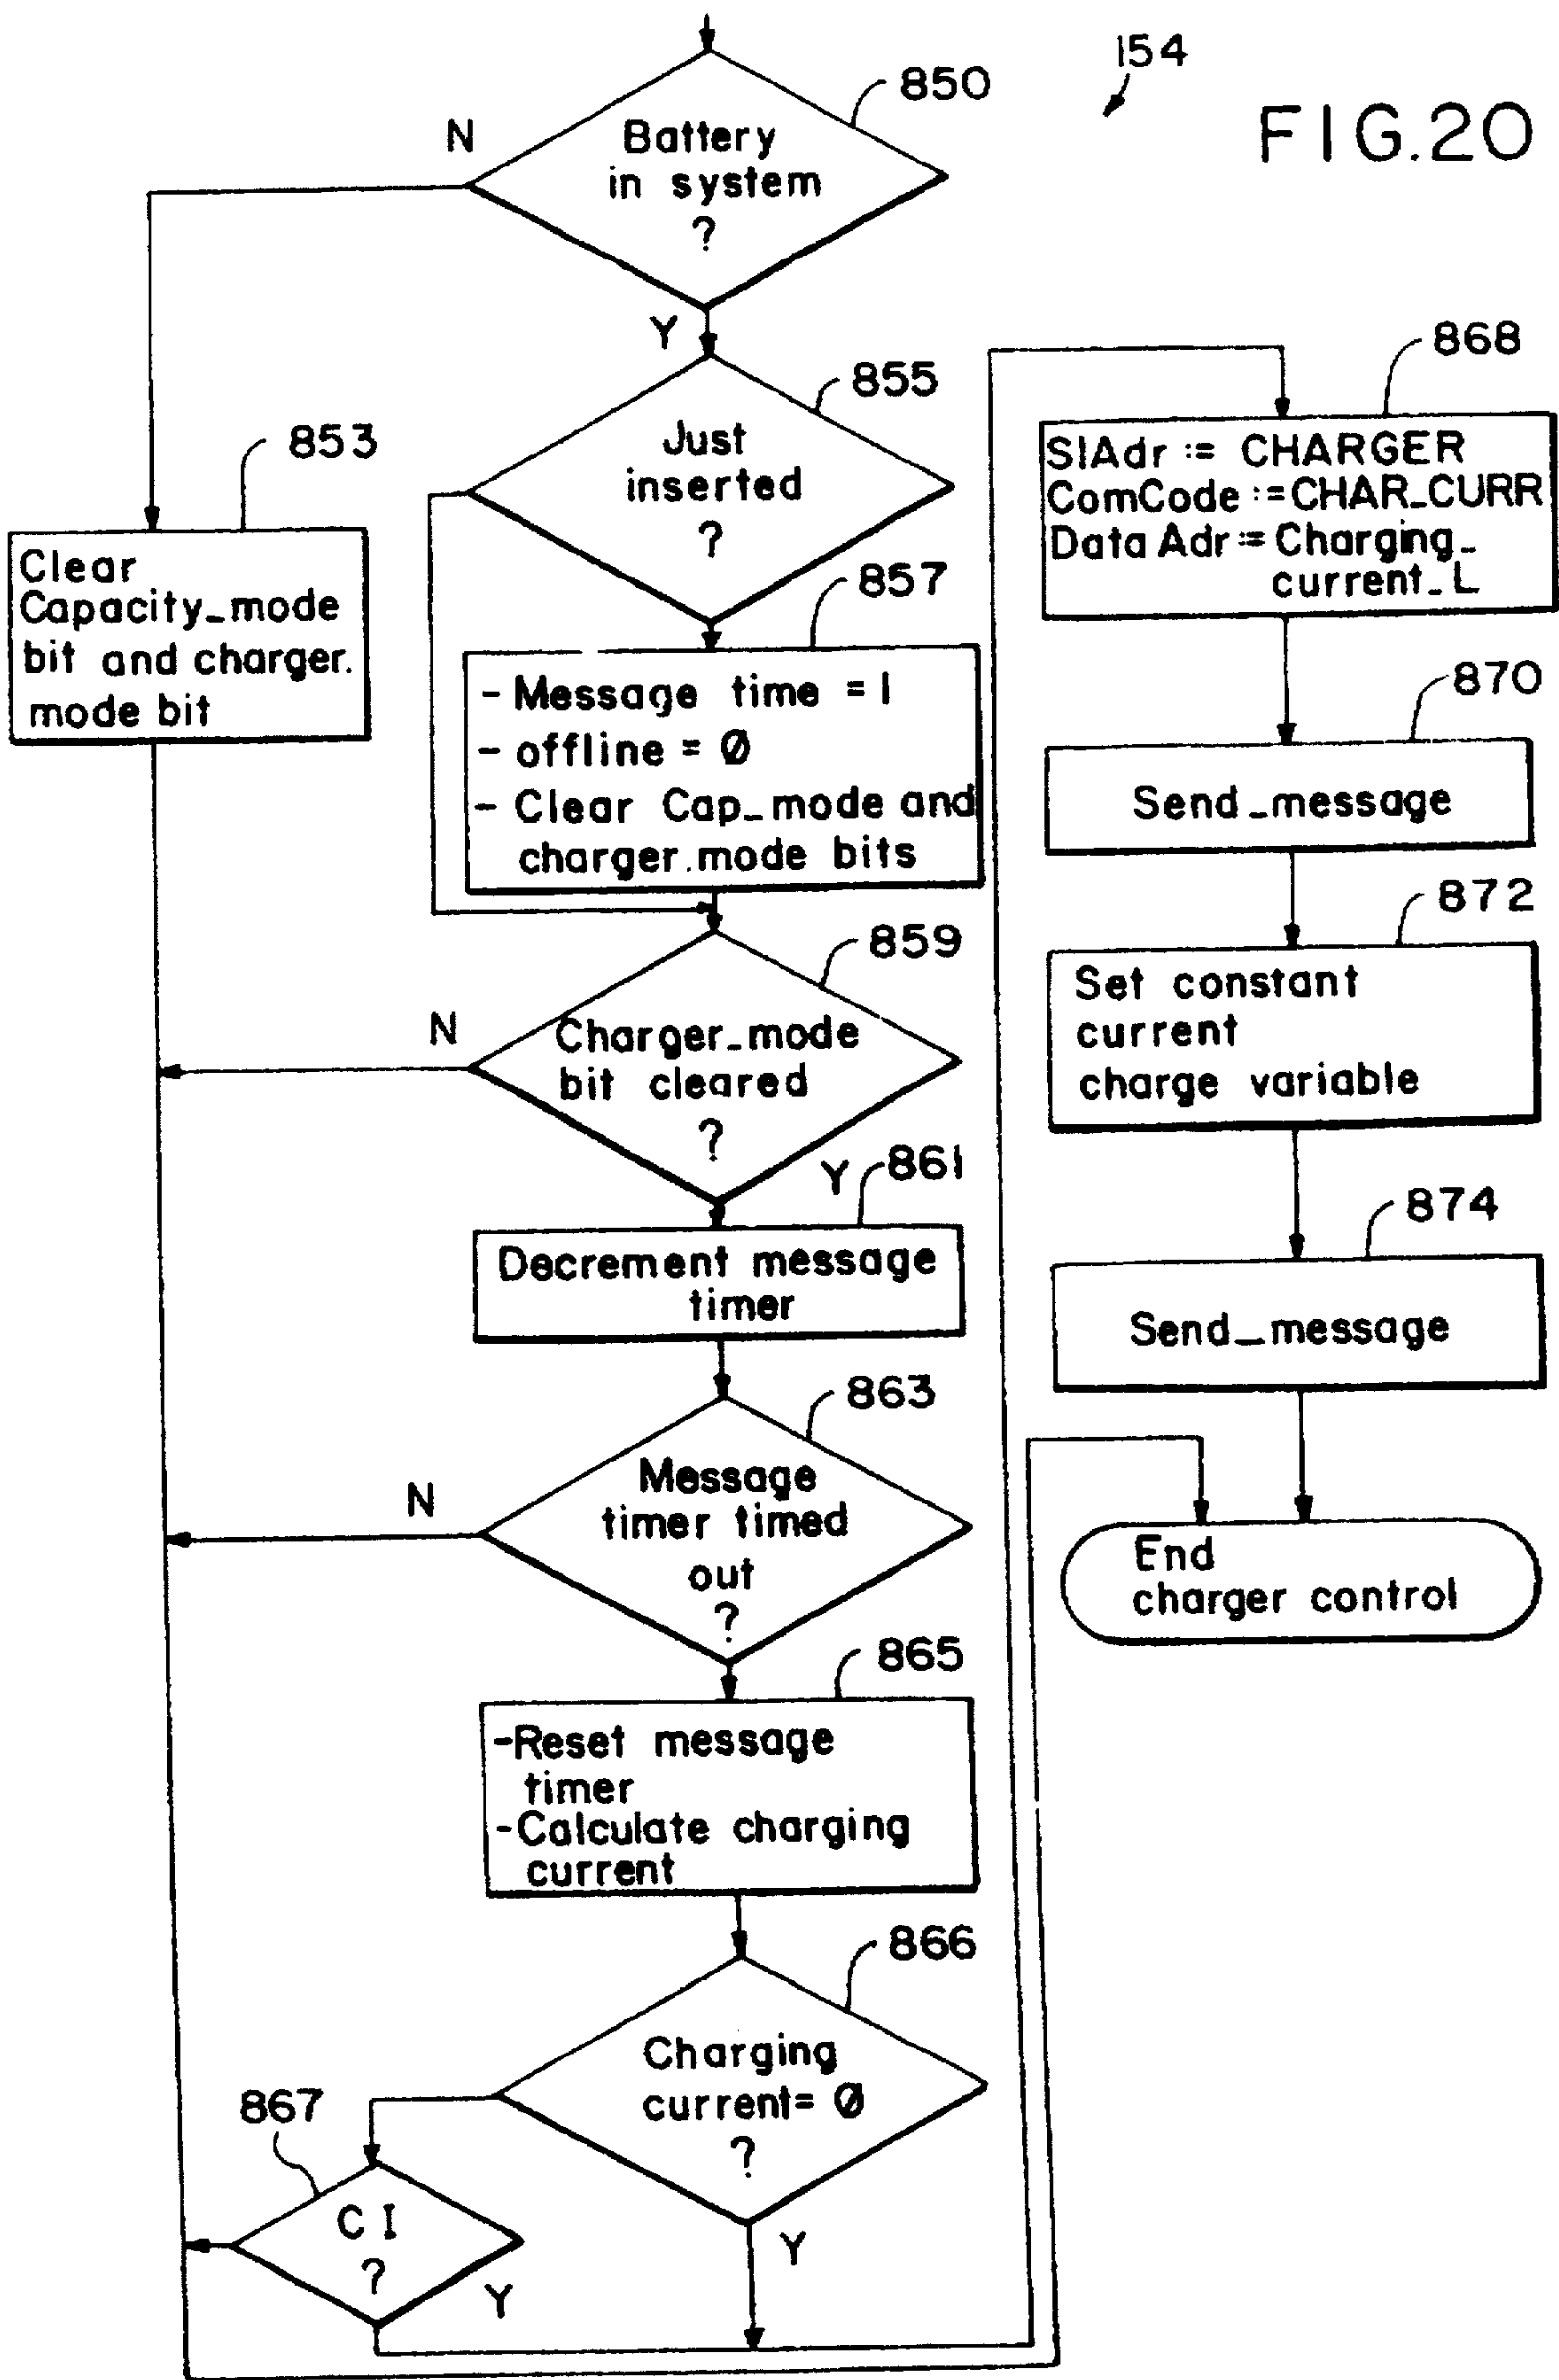 154
FIG.20
850
N
Battery
in system
?
Y
855
Just
inserted
?
853
Clear
Capacity_mode
bit and charger.
mode bit
857
- Message time = 1
- offline = Ø
- Clear Cap_mode and
charger.mode bits
859
N
Charger_mode
bit cleared
?
Y
861
Decrement message
timer
863
N
Message
timer timed
out
?
865
-Reset message
timer
-Calculate charging
current
866
Charging
current= Ø
?
Y
867
C I
?
Y
868
SlAdr := CHARGER
ComCode :=CHAR_CURR
Data Adr := Charging_
current_L
870
Send_message
872
Set constant
current
charge variable
874
Send_message
End
charger control